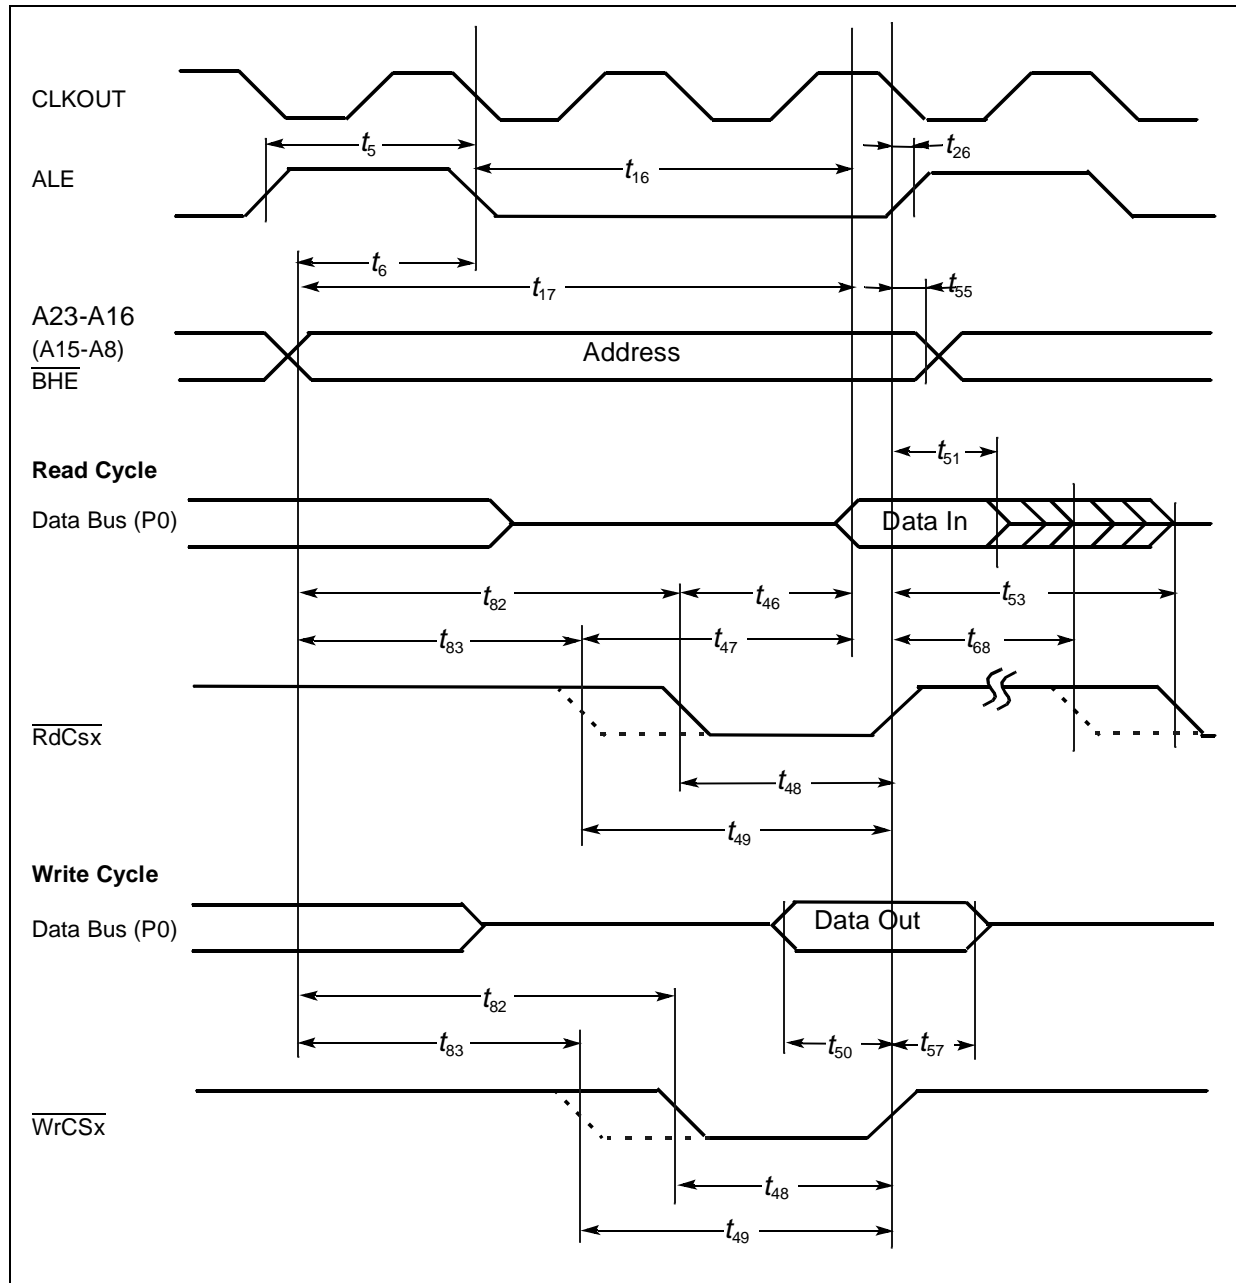 CLKOUT
t5
t26
ALE
t16
t6
t17
t55
A23-A16
(A15-A8)
BHE
Address
t51
Read Cycle
Data Bus (P0)
Data In
t82
t46
t53
t83
t47
t68
RdCsx
t48
t49
Write Cycle
Data Bus (P0)
Data Out
t82
t83
t50
t57
WrCSx
t48
t49